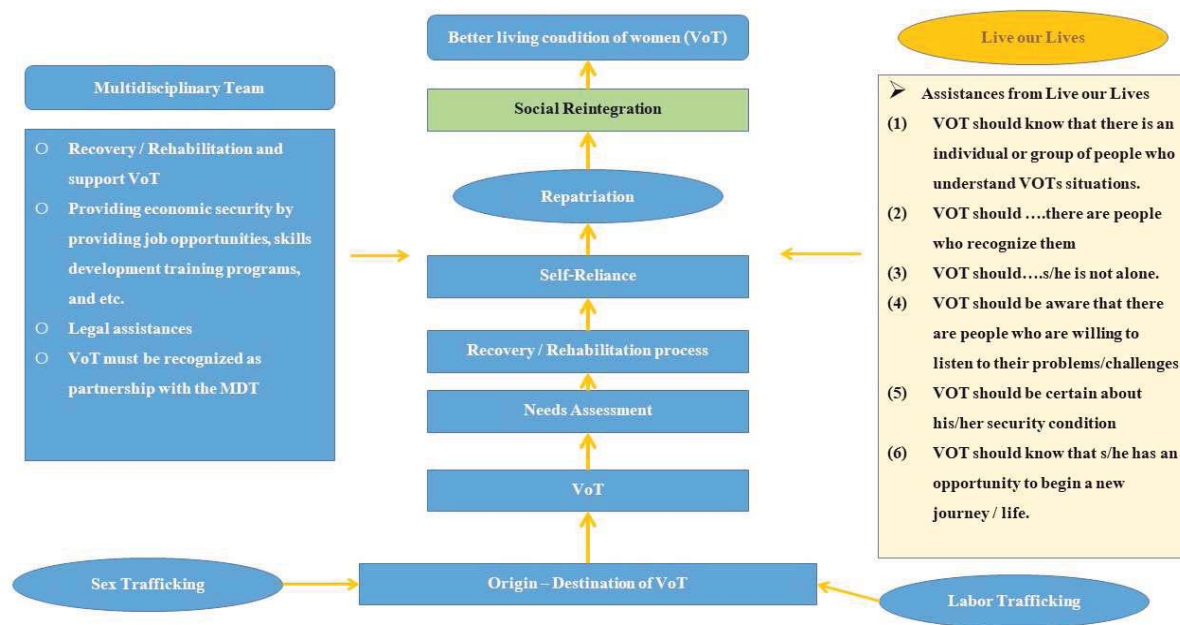 Better living condition of women (VoT)
Live our Lives
Multidisciplinary Team
Social Reintegration
➢ Assistances from Live our Lives
(1) VOT should know that there is an
individual or group of people who
understand VOTs situations.
(2) VOT should ….there are people
who recognize them
(3) VOT should….s/he is not alone.
(4) VOT should be aware that there
are people who are willing to
listen to their problems/challenges
(5) VOT should be certain about
his/her security condition
(6) VOT should know that s/he has an
opportunity to begin a new
journey / life.
○ Recovery / Rehabilitation and
support VoT
○ Providing economic security by
providing job opportunities, skills
development training programs,
and etc.
○ Legal assistances
○ VoT must be recognized as
partnership with the MDT
Repatriation
Self-Reliance
Recovery / Rehabilitation process
Needs Assessment
VoT
Sex Trafficking
Origin – Destination of VoT
Labor Trafficking